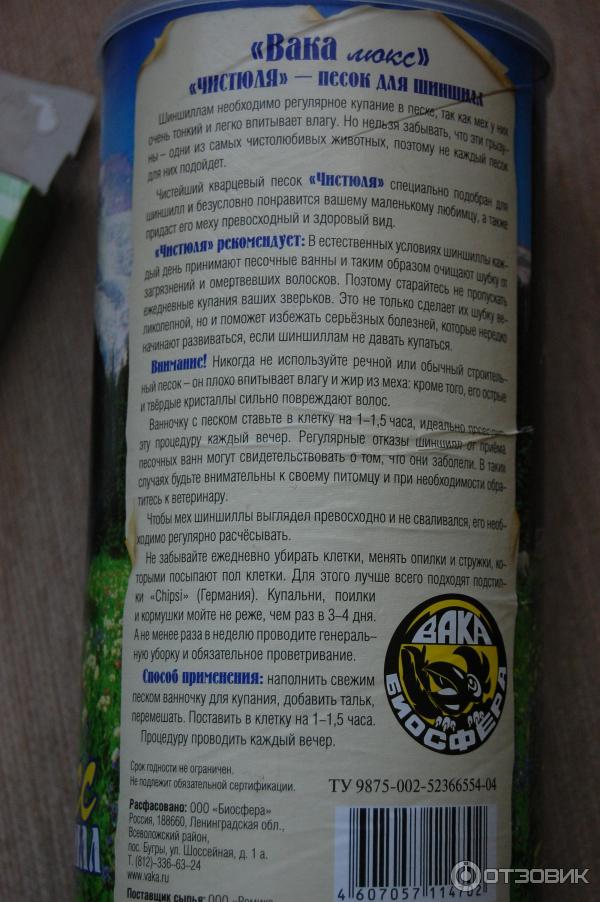 «Вака люкс»
«ЧИСТЮЛЯ» — ПЕСОК ДЛЯ ШИНШИЛЛ
Шиншиллам необходимо регулярное купание в песке, так как мех у них
очень тонкий и легко впитывает влагу. Но нельзя забывать, что эти грызу-
ны – одни из самых чистолюбивых животных, поэтому не каждый песок
для них подойдет.
Чистейший кварцевый песок «Чистюля» специально подобран для
шиншилл и безусловно понравится вашему маленькому любимцу, а также
придаст его меху превосходный и здоровый вид.
«Чистюля» рекомендует: В естественных условиях шиншиллы каж-
дый день принимают песочные ванны и таким образом очищают шубку от
загрязнений и омертвевших волосков. Поэтому старайтесь не пропускать
ежедневные купания ваших зверьков. Это не только сделает их шубку ве-
ликолепной, но и поможет избежать серьёзных болезней, которые нередко
начинают развиваться, если шиншиллам не давать купаться.
Внимание! Никогда не используйте речной или обычный строитель-
ный песок – он плохо впитывает влагу и жир из меха: кроме того, его острые
и твёрдые кристаллы сильно повреждают волос.
Ванночку с песком ставьте в клетку на 1–1,5 часа, идеально проводить
эту процедуру каждый вечер. Регулярные отказы шиншилл от приёма
песочных ванн могут свидетельствовать о том, что они заболели. В таких
случаях будьте внимательны к своему питомцу и при необходимости обра-
титесь к ветеринару.
Чтобы мех шиншиллы выглядел превосходно и не сваливался, его необ-
ходимо регулярно расчёсывать.
Не забывайте ежедневно убирать клетки, менять опилки и стружки, ко-
торыми посыпают пол клетки. Для этого лучше всего подходят подстил-
ки «Chipsi» (Германия). Купальни, поилки
и кормушки мойте не реже, чем раз в 3–4 дня.
А не менее раза в неделю проводите генераль-
ную уборку и обязательное проветривание.
Способ применения: наполнить свежим
песком ванночку для купания, добавить тальк,
перемешать. Поставить в клетку на 1–1,5 часа.
Процедуру проводить каждый вечер.
ВАКА
БИОСФЕРА
Срок годности не ограничен.
Не подлежит обязательной сертификации.
ТУ 9875-002-52366554-04
Расфасовано: ООО «Биосфера»
Россия, 188660, Ленинградская обл.,
Всеволожский район,
пос. Бугры, ул. Шоссейная, д. 1 а.
Т. (812)–336–63–24
www.vaka.ru
Поставщик сырья: ООО
4 607057 114702
ОТЗОВИК